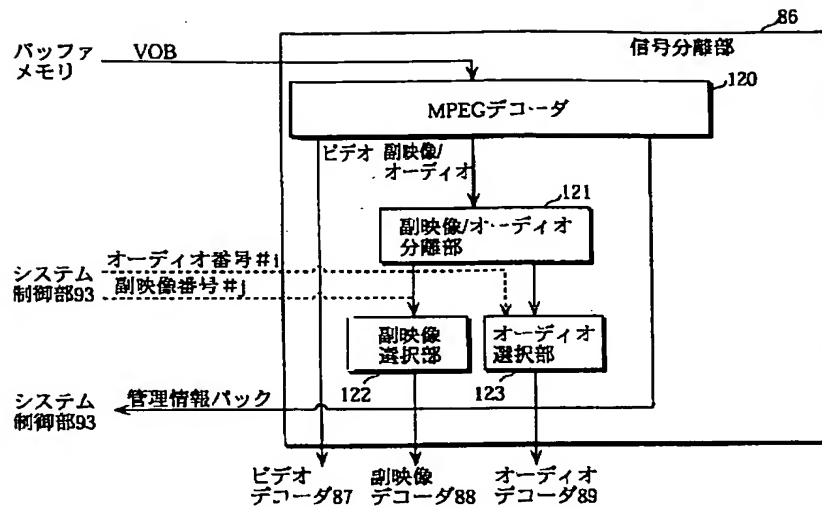 86
信号分離部
バッファ
メモリ
VOB
120
MPEGデコーダ
ビデオ
副映像/
オーディオ
121
副映像/オーディオ
分離部
オーディオ番号#i
システム
制御部93
副映像番号#j
副映像
選択部
オーディオ
選択部
122
123
システム
制御部93
管理情報パック
ビデオ
デコーダ87
副映像
デコーダ88
オーディオ
デコーダ89